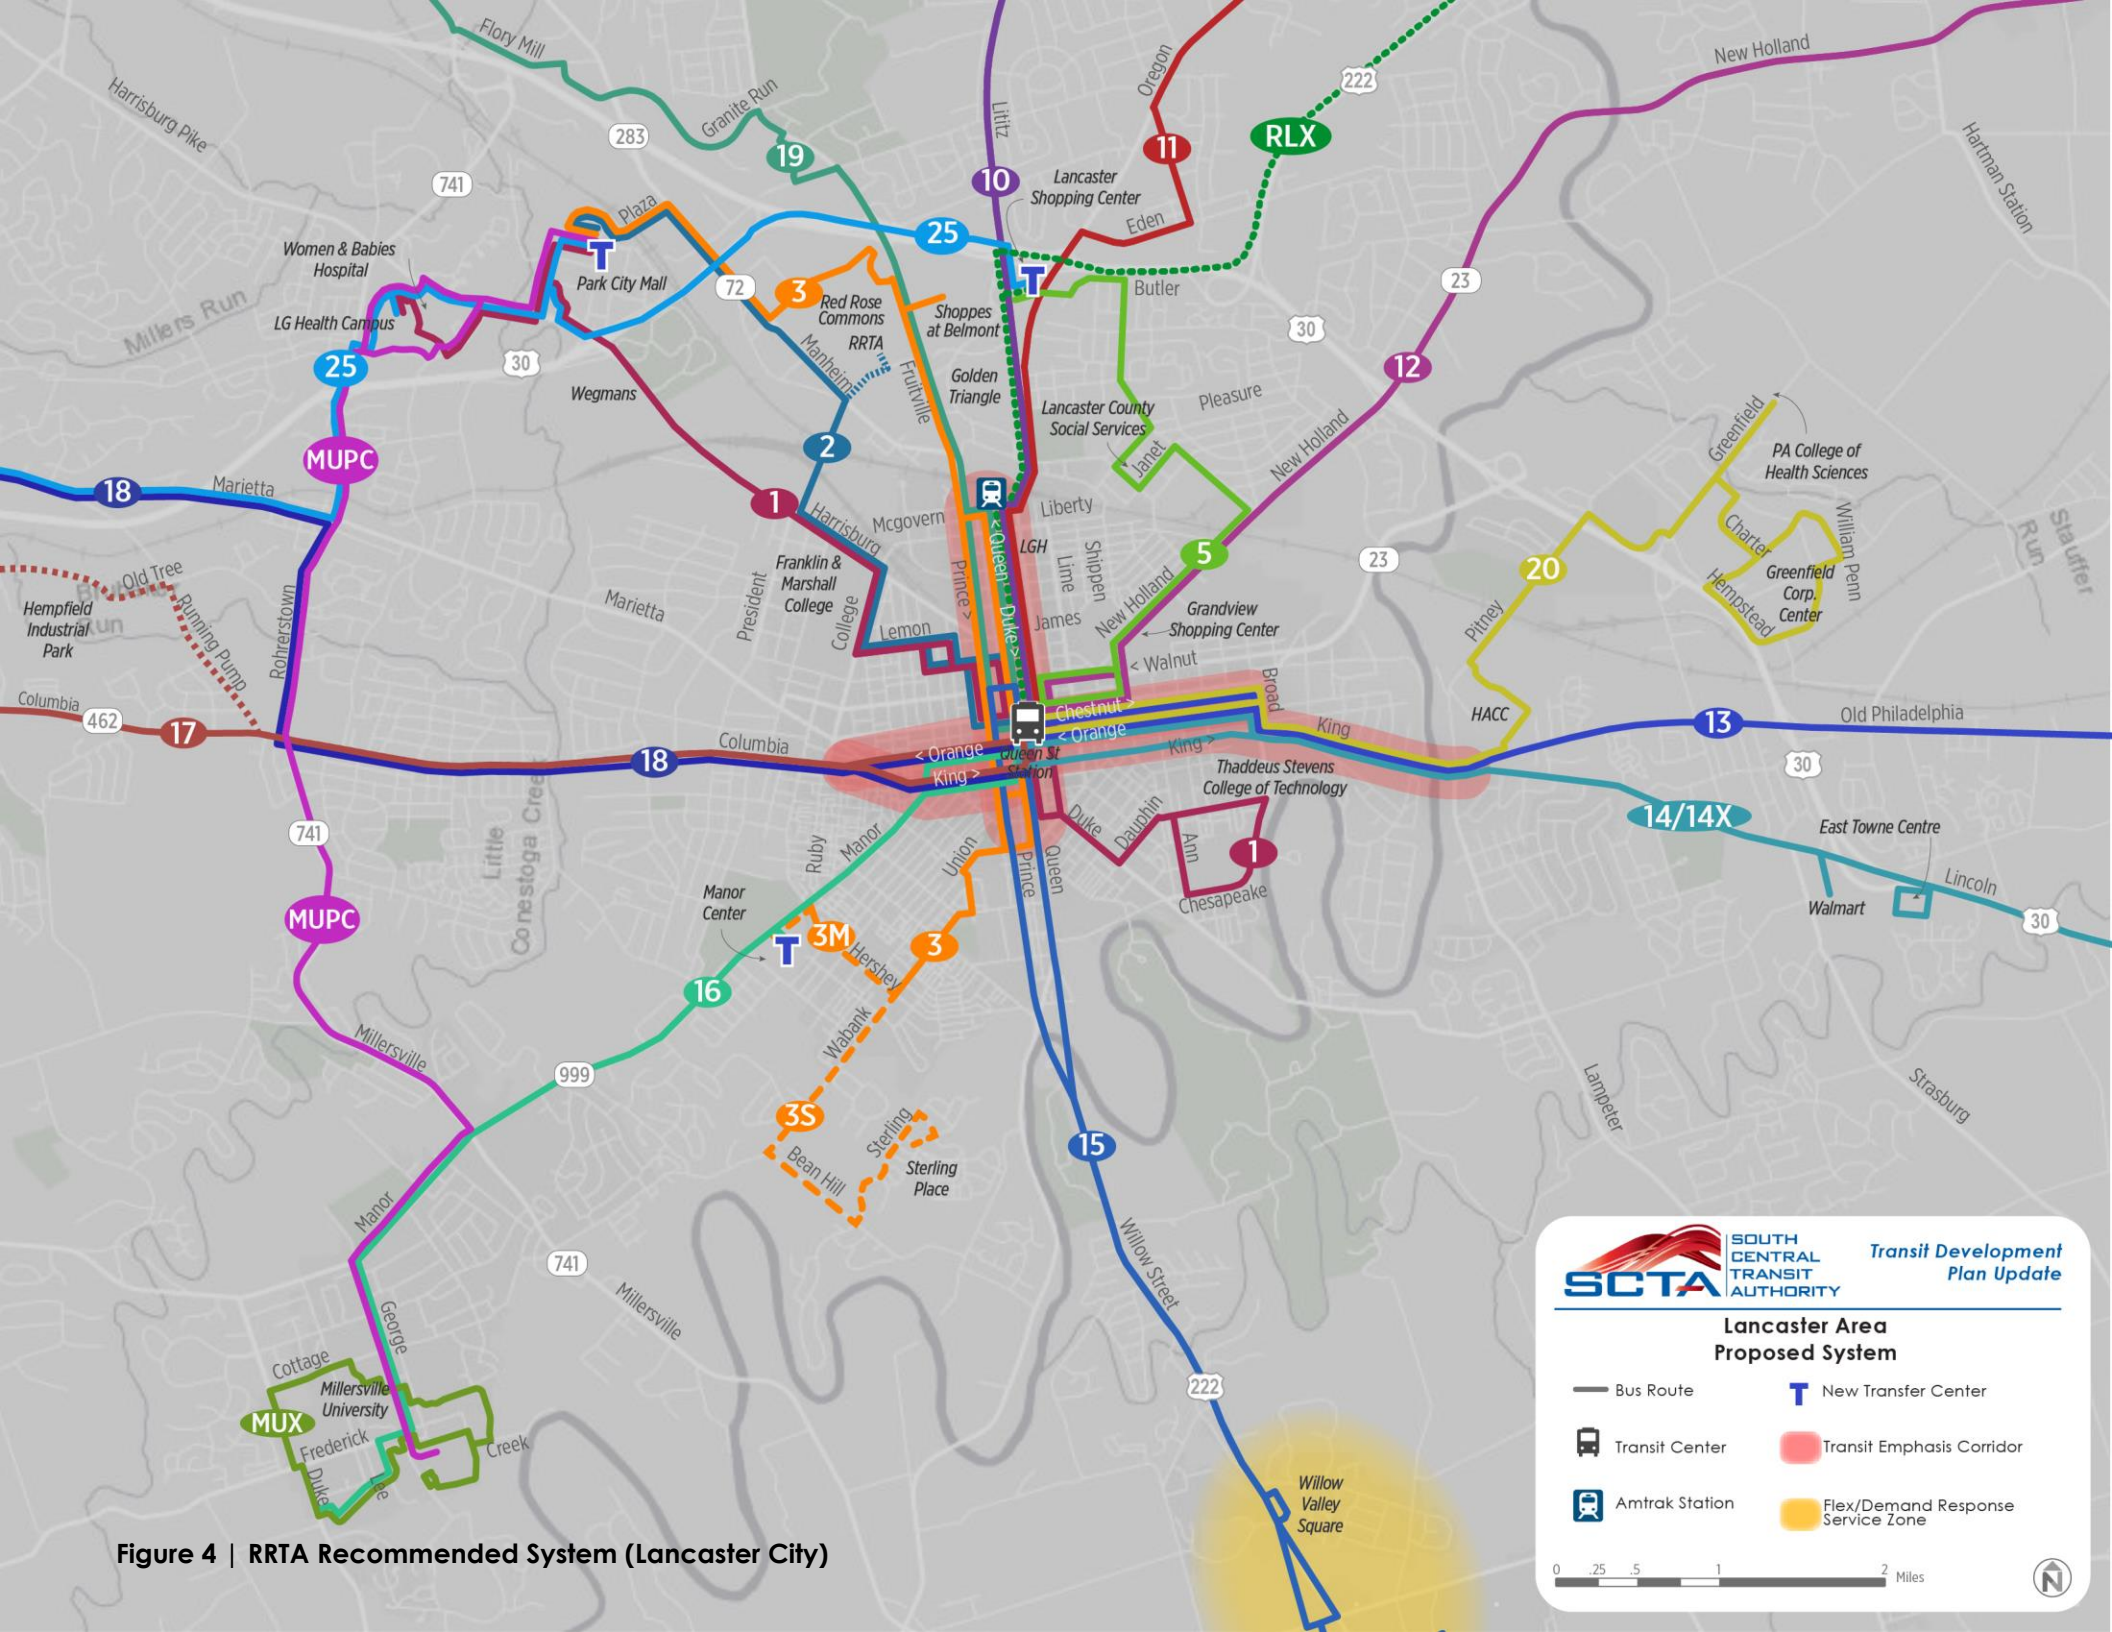 Flory Mill
Harrisburg Pike
283
Granite Run
19
741
Lititz
10
Oregon
11
Lancaster
Shopping Center
Eden
222
RLX
New Holland
Hartman Station
Women & Babies
Hospital
Plaza
T
Park City Mall
25
72
3
Red Rose
Commons
RRTA
Shoppes
at Belmont
T
Butler
23
30
Millers Run
LG Health Campus
25
30
Wegmans
Manheim
Fruitville
Golden
Triangle
12
Lancaster County
Social Services
Pleasure
Janet
New Holland
Greenfield
PA College of
Health Sciences
MUPC
2
18
Marietta
1
Harrisburg
Mcgovern
Liberty
LGH
Lime
Shippen
5
23
20
Charter
William Penn
Stauffer
Run
Greenfield
Corp.
Center
Hempstead
Old Tree
Run
Hempfield
Industrial
Park
Running Pump
Rohrerstown
Marietta
President
Franklin &
Marshall
College
College
Lemon
Prince >
< Queen
Duke >
James
New Holland
Grandview
Shopping Center
< Walnut
Pitney
Columbia
462
17
18
Columbia
Chestnut >
< Orange
< Orange
King >
King >
Queen St
Station
Broad
King
HACC
13
Old Philadelphia
30
Thaddeus Stevens
College of Technology
14/14X
East Towne Centre
Walmart
Lincoln
30
741
Little
Conestoga Creek
Ruby
Manor
Union
Prince
Queen
Duke
Dauphin
Ann
1
Chesapeake
MUPC
Manor
Center
T
3M
Hershey
3
16
Wabank
Millersville
999
3S
Bean Hill
Sterling
Sterling
Place
15
Lampeter
Strasburg
Manor
741
Millersville
Willow Street
222
George
Cottage
Millersville
University
MUX
Frederick
Duke
Lee
Creek
Willow
Valley
Square
SCTA
SOUTH
CENTRAL
TRANSIT
AUTHORITY
Transit Development
Plan Update
Lancaster Area
Proposed System
Bus Route
T New Transfer Center
Transit Center
Transit Emphasis Corridor
Amtrak Station
Flex/Demand Response
Service Zone
0 .25 .5 1 2 Miles
N
Figure 4 | RRTA Recommended System (Lancaster City)